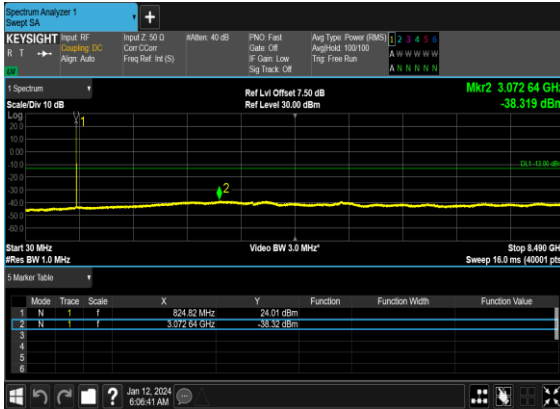 Spectrum Analyzer 1
Swept SA
+
KEYSIGHT
R T
Input: RF
Coupling: DC
Align: Auto
Input Z: 50 Ω
Corr CCorr
Freq Ref: Int (S)
#Atten: 40 dB
PNO: Fast
Gate: Off
IF Gain: Low
Sig Track: Off
Avg Type: Power (RMS)
Avg|Hold: 100/100
Trig: Free Run
1 2 3 4 5 6
A W W W W W
A N N N N N
1 Spectrum
Scale/Div 10 dB
Ref Lvl Offset 7.50 dB
Ref Level 30.00 dBm
Mkr2 3.072 64 GHz
-38.319 dBm
Log
20.0
10.0
0.00
-10.0
-20.0
-30.0
-40.0
-50.0
-60.0
1
2
DL1 -13.00 dBm
Start 30 MHz
#Res BW 1.0 MHz
Video BW 3.0 MHz*
Stop 8.490 GHz
Sweep 16.0 ms (40001 pts)
5 Marker Table
Mode Trace Scale X Y Function Function Width Function Value
1 N 1 f 824.82 MHz 24.01 dBm
2 N 1 f 3.072 64 GHz -38.32 dBm
3
4
5
6
?
Jan 12, 2024
6:06:41 AM